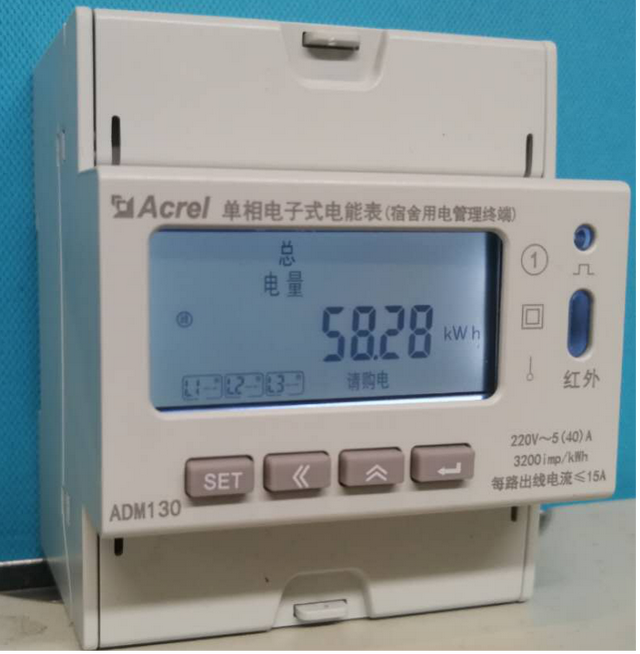 Acrel 单相电子式电能表(宿舍用电管理终端)
总
电量
58.28 kWh
L1 L2 L3
请购电
1
红外
SET
220V～5(40)A
3200imp/kWh
每路出线电流≤15A
ADM130